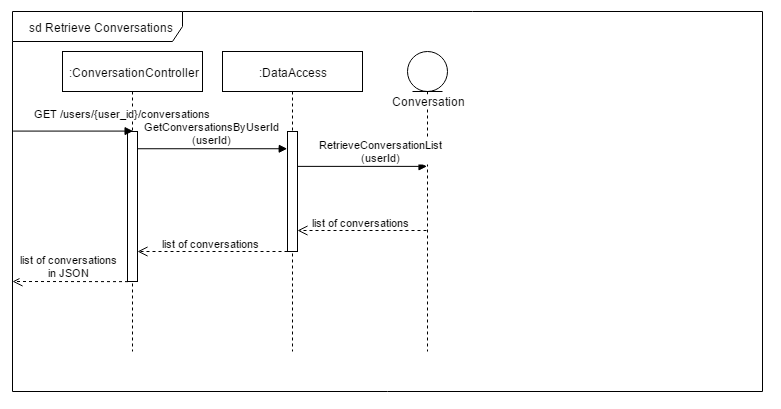 sd Retrieve Conversations
:ConversationController
:DataAccess
Conversation
GET /users/{user_id}/conversations
GetConversationsByUserId
(userId)
RetrieveConversationList
(userId)
list of conversations
list of conversations
list of conversations
in JSON